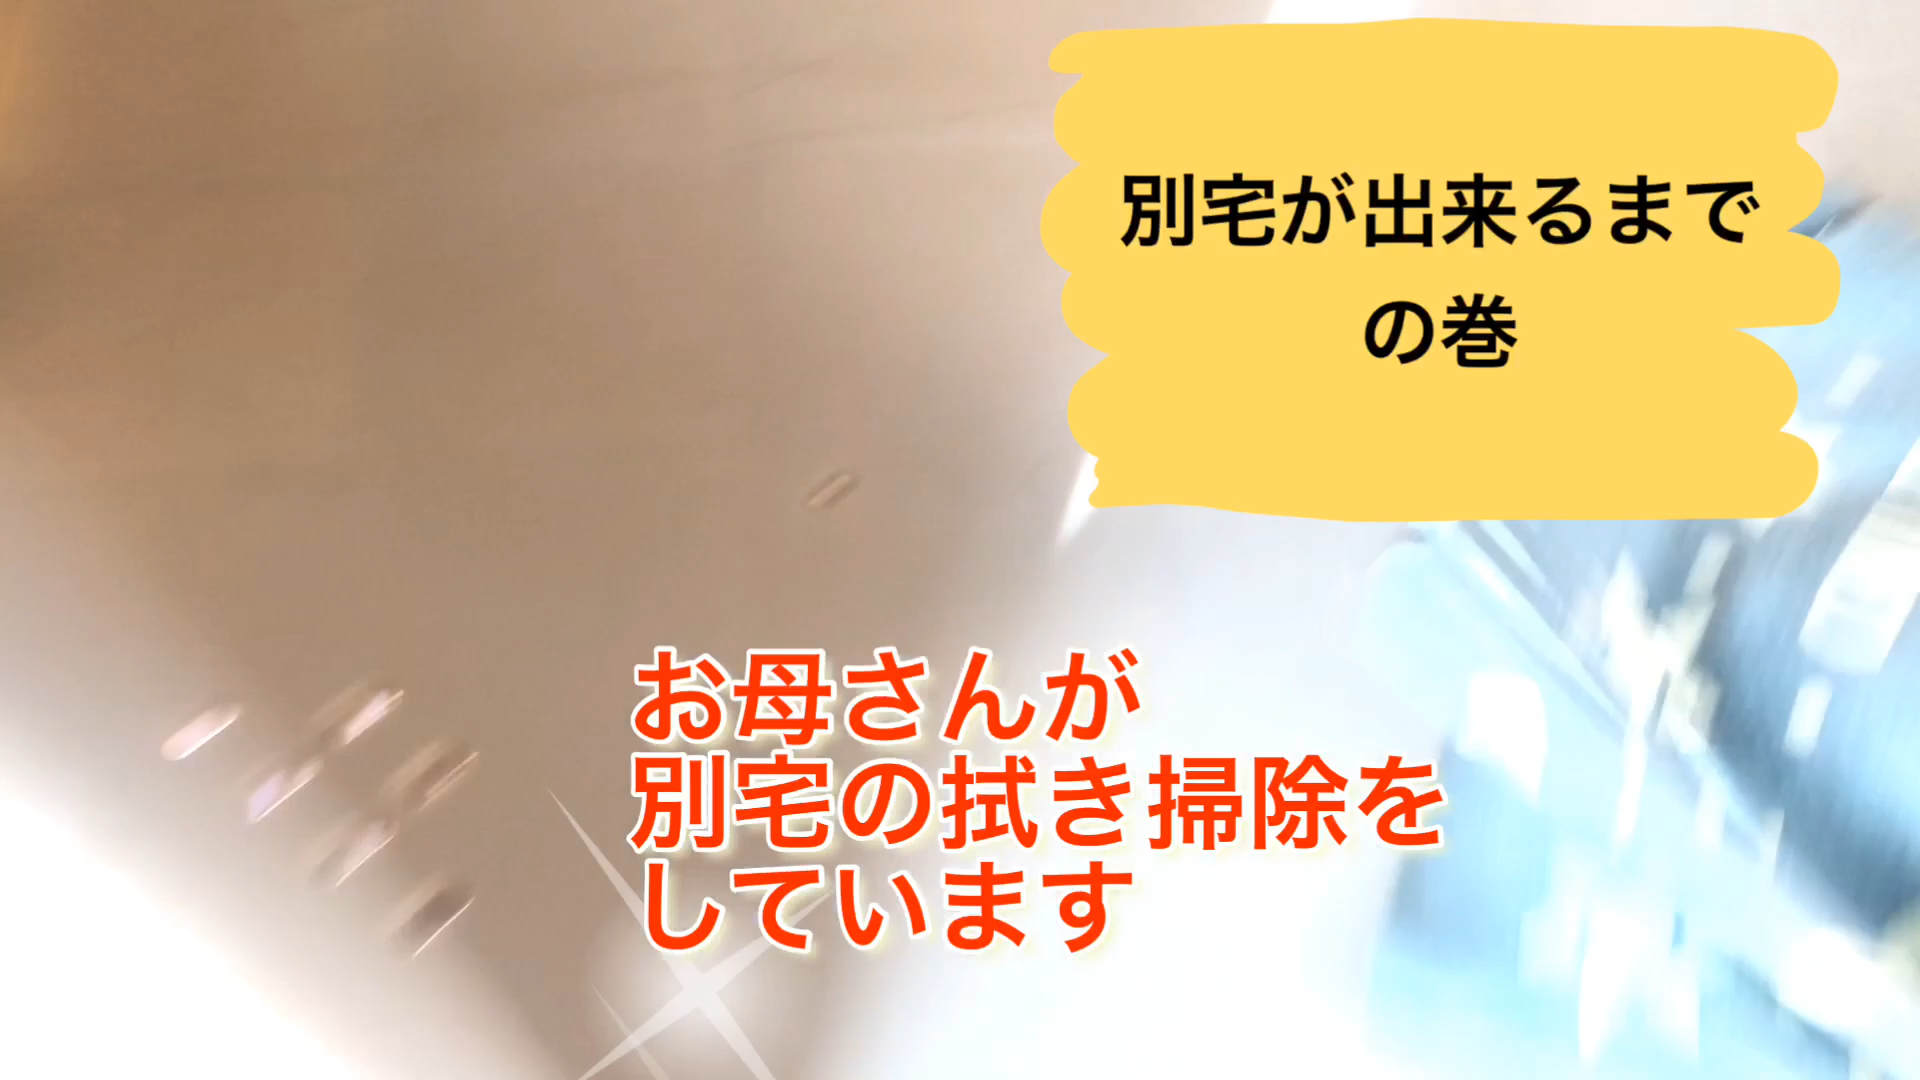 別宅が出来るまで
の巻
お母さんが
別宅の拭き掃除を
しています